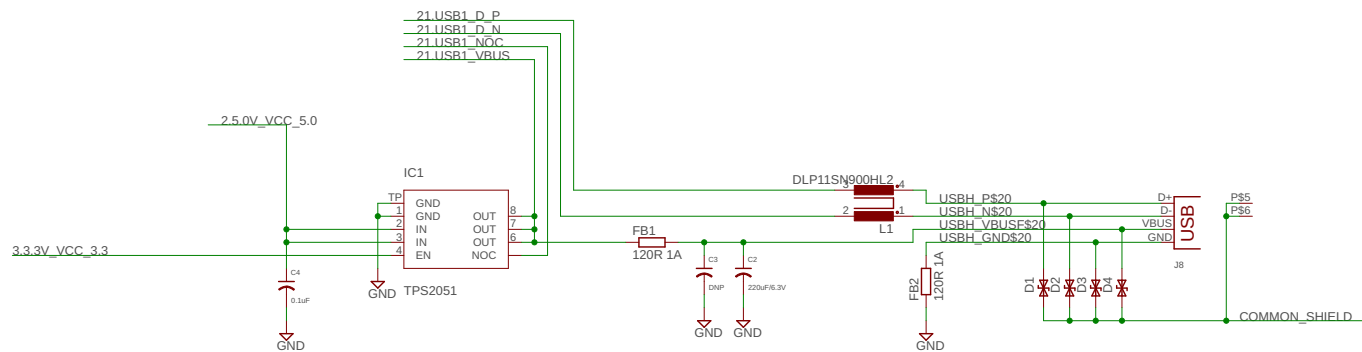 21.USB1_D_P
21.USB1_D_N
21.USB1_NOC
21.USB1_VBUS
2.5.0V_VCC_5.0
3.3.3V_VCC_3.3
IC1
TP
1
2
3
4
GND
GND
IN
IN
EN
OUT
OUT
OUT
NOC
8
7
6
5
TPS2051
GND
C4
0.1uF
GND
FB1
120R 1A
C3
DNP
GND
C2
220uF/6.3V
GND
DLP11SN900HL2
3
4
2
1
L1
USBH_P$20
USBH_N$20
USBH_VBUSF$20
USBH_GND$20
FB2
120R 1A
GND
D1
D2
D3
D4
D+
D-
VBUS
GND
USB
J8
P$5
P$6
COMMON_SHIELD